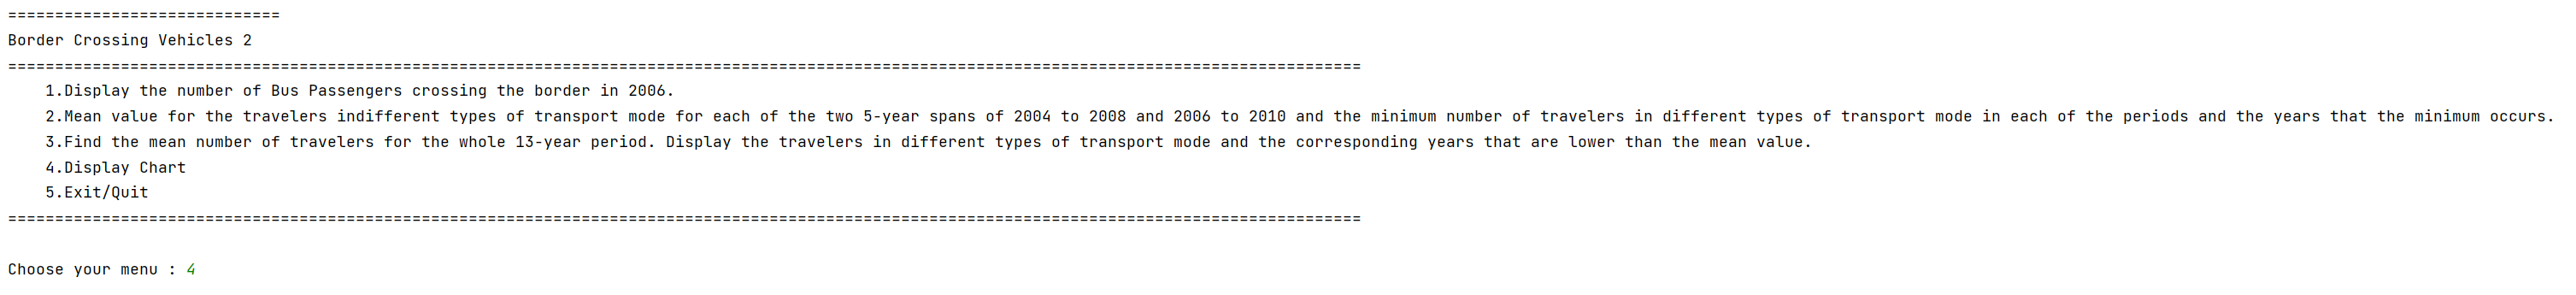 =============================
Border Crossing Vehicles 2
================================================================================================================================================
    1.Display the number of Bus Passengers crossing the border in 2006.
    2.Mean value for the travelers indifferent types of transport mode for each of the two 5-year spans of 2004 to 2008 and 2006 to 2010 and the minimum number of travelers in different types of transport mode in each of the periods and the years that the minimum occurs.
    3.Find the mean number of travelers for the whole 13-year period. Display the travelers in different types of transport mode and the corresponding years that are lower than the mean value.
    4.Display Chart
    5.Exit/Quit
================================================================================================================================================
Choose your menu : 4